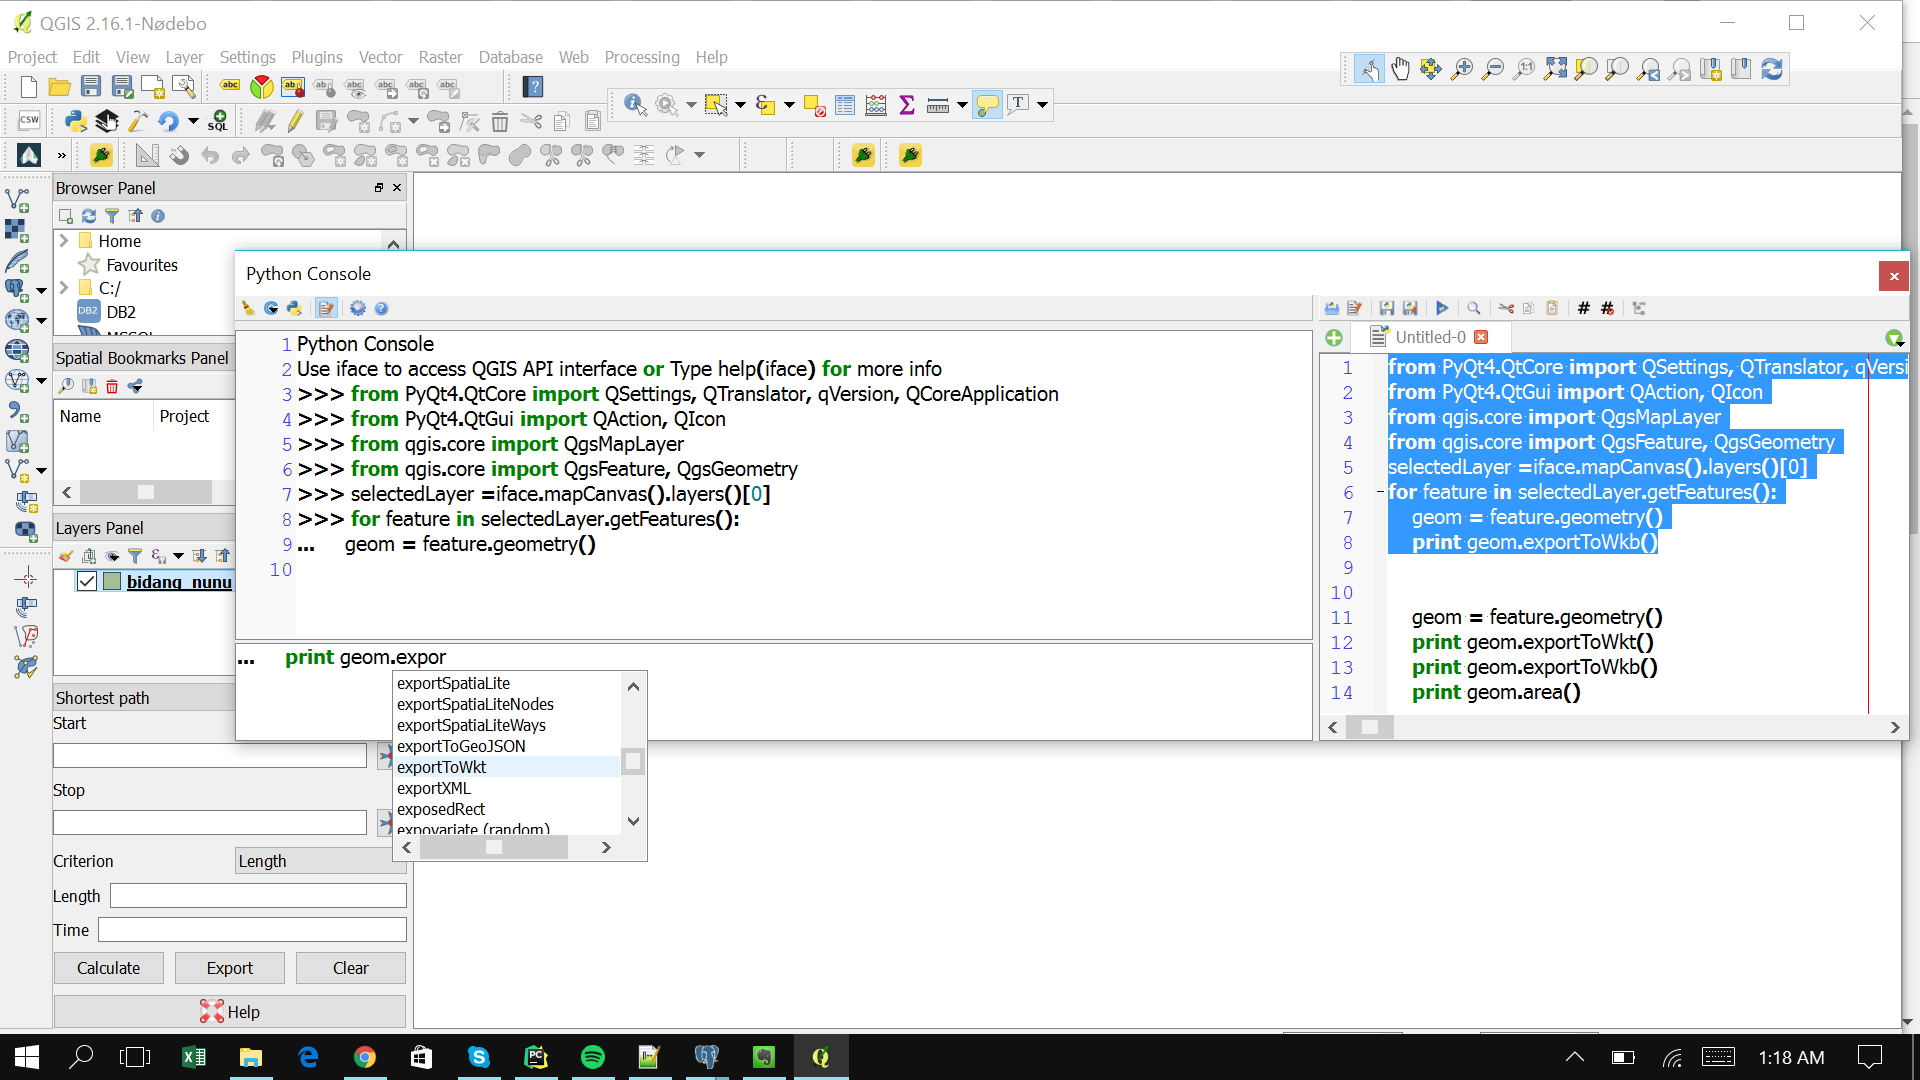 QGIS 2.16.1-Nødebo
Project Edit View Layer Settings Plugins Vector Raster Database Web Processing Help
abc
abc
CSW
SQL
1:1
T
Browser Panel
Home
Favourites
C:/
DB2 DB2
Spatial Bookmarks Panel
Name Project
Layers Panel
bidang_nunu
Shortest path
Start
Stop
Criterion Length
Length
Time
Calculate Export Clear
Help
Python Console
1 Python Console
2 Use iface to access QGIS API interface or Type help(iface) for more info
3 >>> from PyQt4.QtCore import QSettings, QTranslator, qVersion, QCoreApplication
4 >>> from PyQt4.QtGui import QAction, QIcon
5 >>> from qgis.core import QgsMapLayer
6 >>> from qgis.core import QgsFeature, QgsGeometry
7 >>> selectedLayer =iface.mapCanvas().layers()[0]
8 >>> for feature in selectedLayer.getFeatures():
9 ... geom = feature.geometry()
10
... print geom.expor
exportSpatiaLite
exportSpatiaLiteNodes
exportSpatiaLiteWays
exportToGeoJSON
exportToWkt
exportXML
exposedRect
expovariate (random)
Untitled-0
1 from PyQt4.QtCore import QSettings, QTranslator, qVersi
2 from PyQt4.QtGui import QAction, QIcon
3 from qgis.core import QgsMapLayer
4 from qgis.core import QgsFeature, QgsGeometry
5 selectedLayer =iface.mapCanvas().layers()[0]
6 for feature in selectedLayer.getFeatures():
7 geom = feature.geometry()
8 print geom.exportToWkb()
9
10
11 geom = feature.geometry()
12 print geom.exportToWkt()
13 print geom.exportToWkb()
14 print geom.area()
1:18 AM